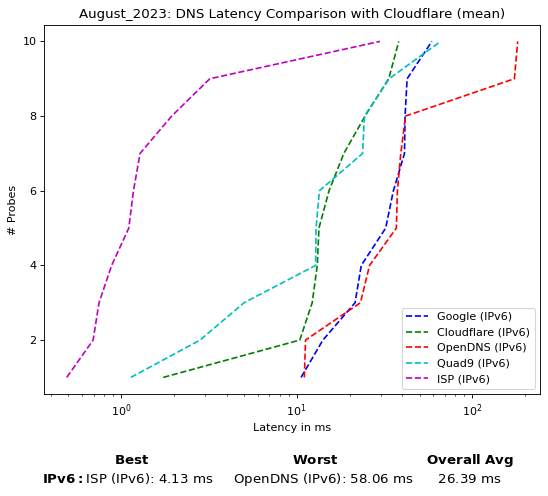 August_2023: DNS Latency Comparison with Cloudflare (mean)
10
8
6
4
2
# Probes
10⁰ 10¹ 10²
Latency in ms
Google (IPv6)
Cloudflare (IPv6)
OpenDNS (IPv6)
Quad9 (IPv6)
ISP (IPv6)
Best Worst Overall Avg
IPv6: ISP (IPv6): 4.13 ms OpenDNS (IPv6): 58.06 ms 26.39 ms